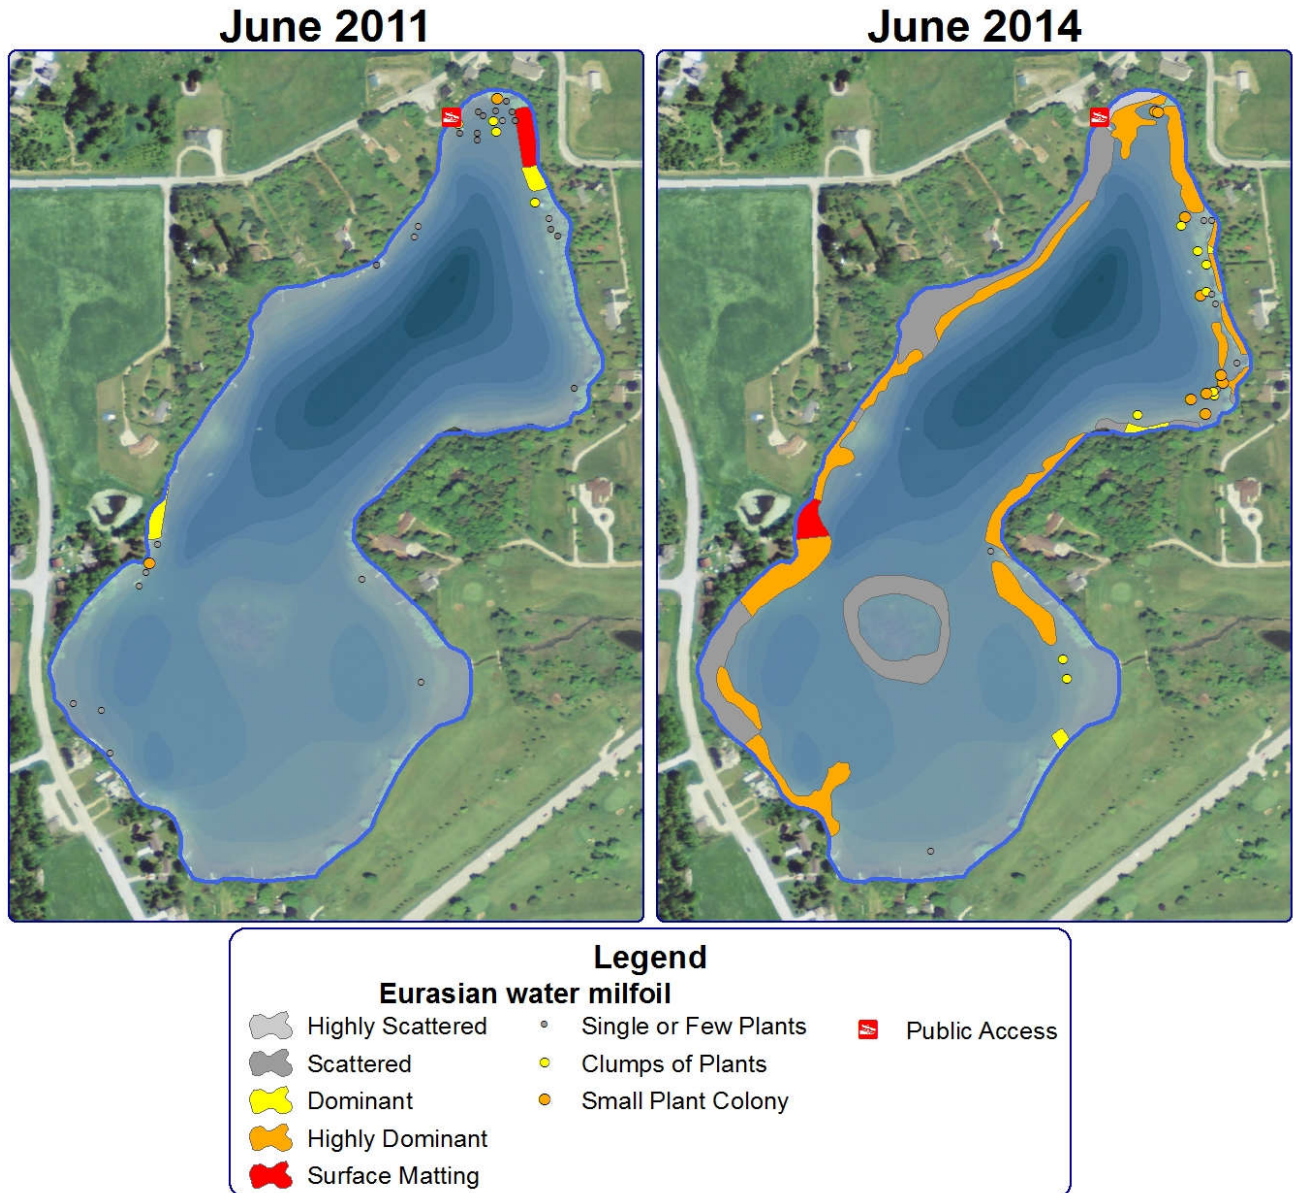 June 2011
June 2014
Legend
Eurasian water milfoil
Highly Scattered
Scattered
Dominant
Highly Dominant
Surface Matting
Single or Few Plants
Clumps of Plants
Small Plant Colony
Public Access